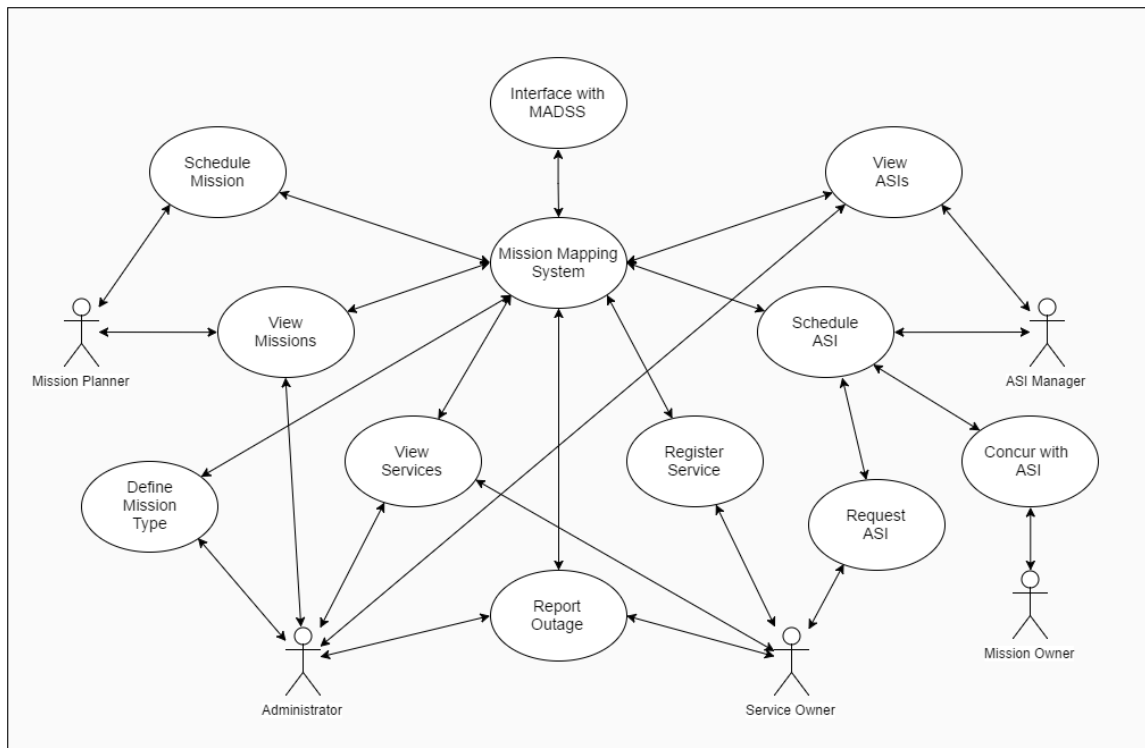 Interface with
MADSS
Schedule
Mission
View
ASIs
Mission Mapping
System
View
Missions
Schedule
ASI
Mission Planner
ASI Manager
View
Services
Register
Service
Concur with
ASI
Define
Mission
Type
Request
ASI
Report
Outage
Mission Owner
Administrator
Service Owner